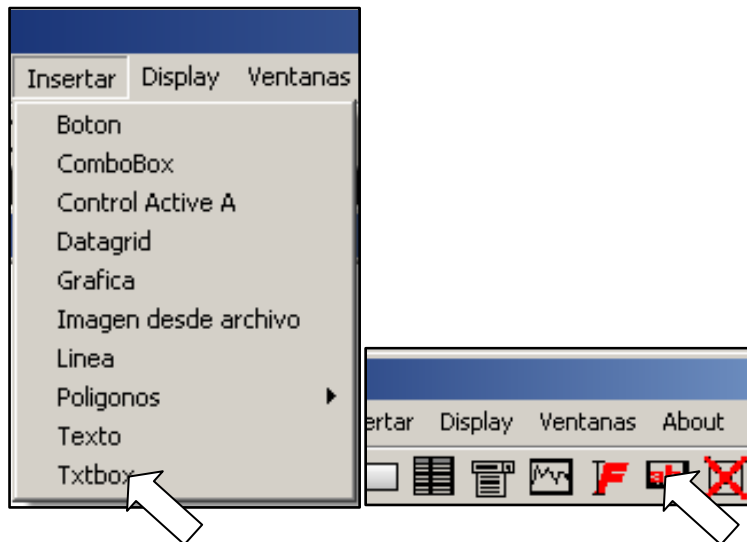 Insertar Display Ventanas
Boton
ComboBox
Control Active A
Datagrid
Grafica
Imagen desde archivo
Linea
Poligonos
Texto
Txtbox
ertar Display Ventanas About
F